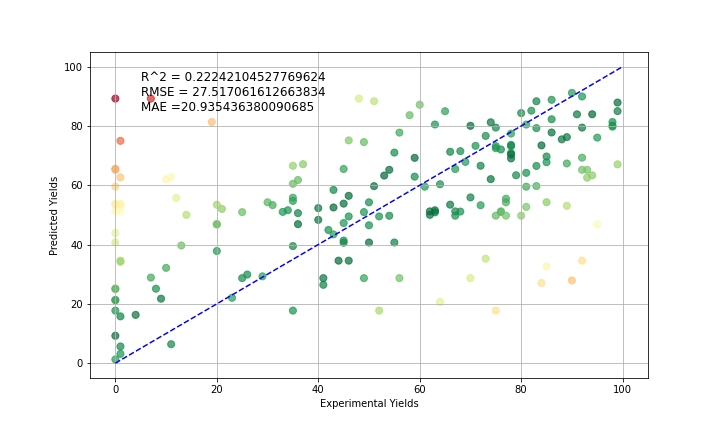 R^2 = 0.22242104527769624
RMSE = 27.517061612663834
MAE =20.935436380090685
100
80
60
40
20
0
Predicted Yields
0 20 40 60 80 100
Experimental Yields